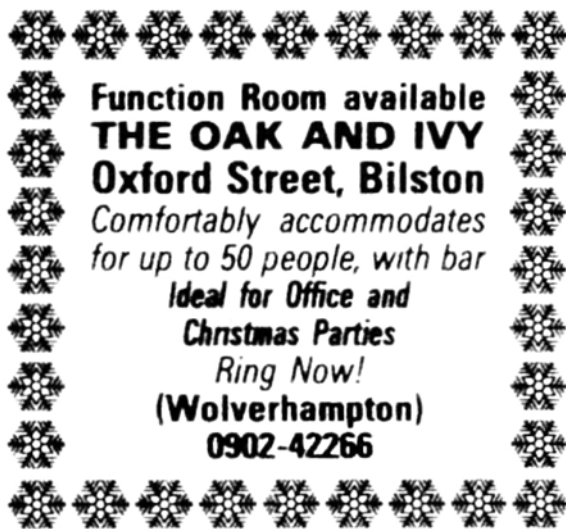 Function Room available
THE OAK AND IVY
Oxford Street, Bilston
Comfortably accommodates
for up to 50 people, with bar
Ideal for Office and
Christmas Parties
Ring Now!
(Wolverhampton)
0902-42266